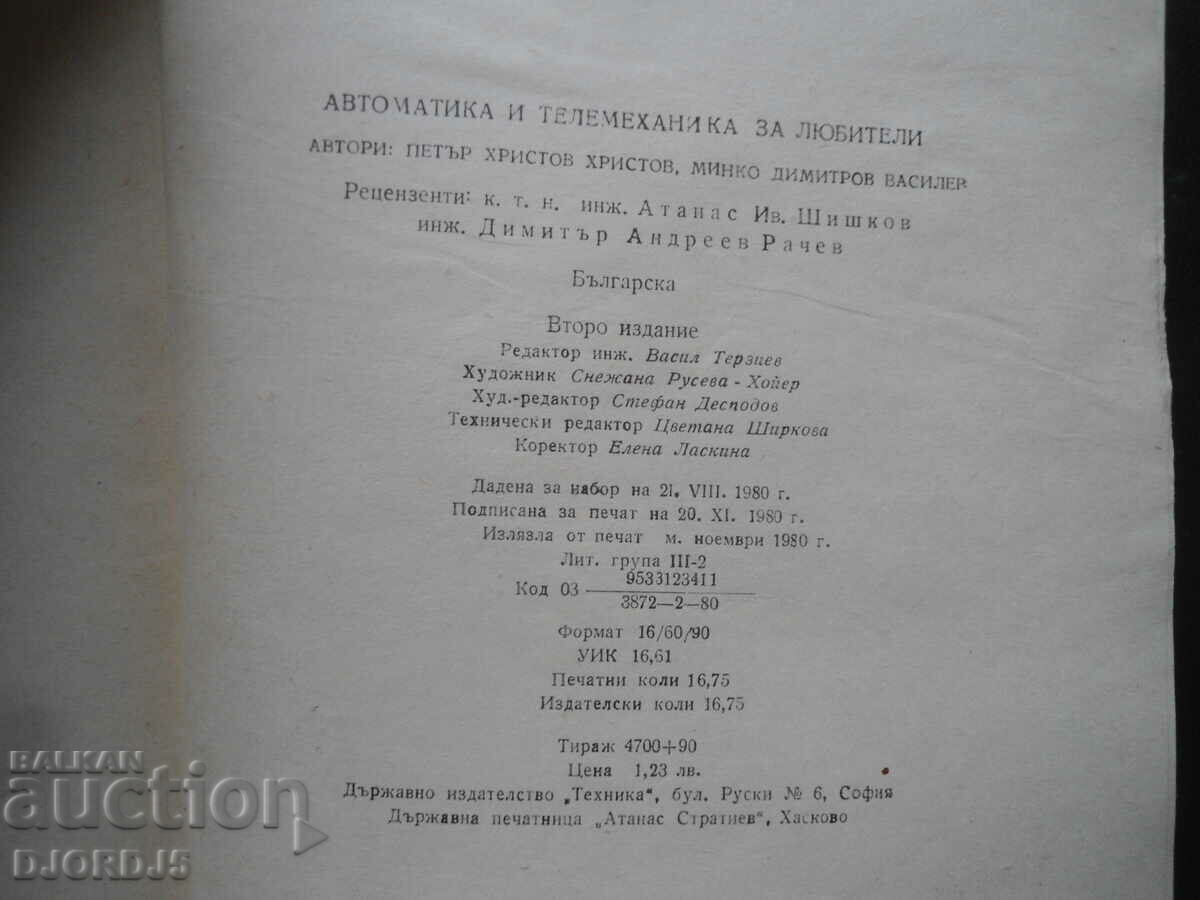 АВТОМАТИКА И ТЕЛЕМЕХАНИКА ЗА ЛЮБИТЕЛИ
АВТОРИ: ПЕТЪР ХРИСТОВ ХРИСТОВ, МИНКО ДИМИТРОВ ВАСИЛЕВ
Рецензенти: к. т. н. инж. Атанас Ив. Шишков
инж. Димитър Андреев Рачев
Българска
Второ издание
Редактор инж. Васил Терзиев
Художник Снежана Русева - Хойер
Худ.-редактор Стефан Десподов
Технически редактор Цветана Ширкова
Коректор Елена Ласкина
Дадена за набор на 21. VIII. 1980 г.
Подписана за печат на 20. XI. 1980 г.
Излязла от печат м. ноември 1980 г.
Лит. група III-2
Код 03 9533123411
3872—2—80
Формат 16/60/90
УИК 16,61
Печатни коли 16,75
Издателски коли 16,75
Тираж 4700+90
Цена 1,23 лв.
Държавно издателство „Техника“, бул. Руски № 6, София
Държавна печатница „Атанас Стратиев“, Хасково
BALKAN
auction
DJORDJ5